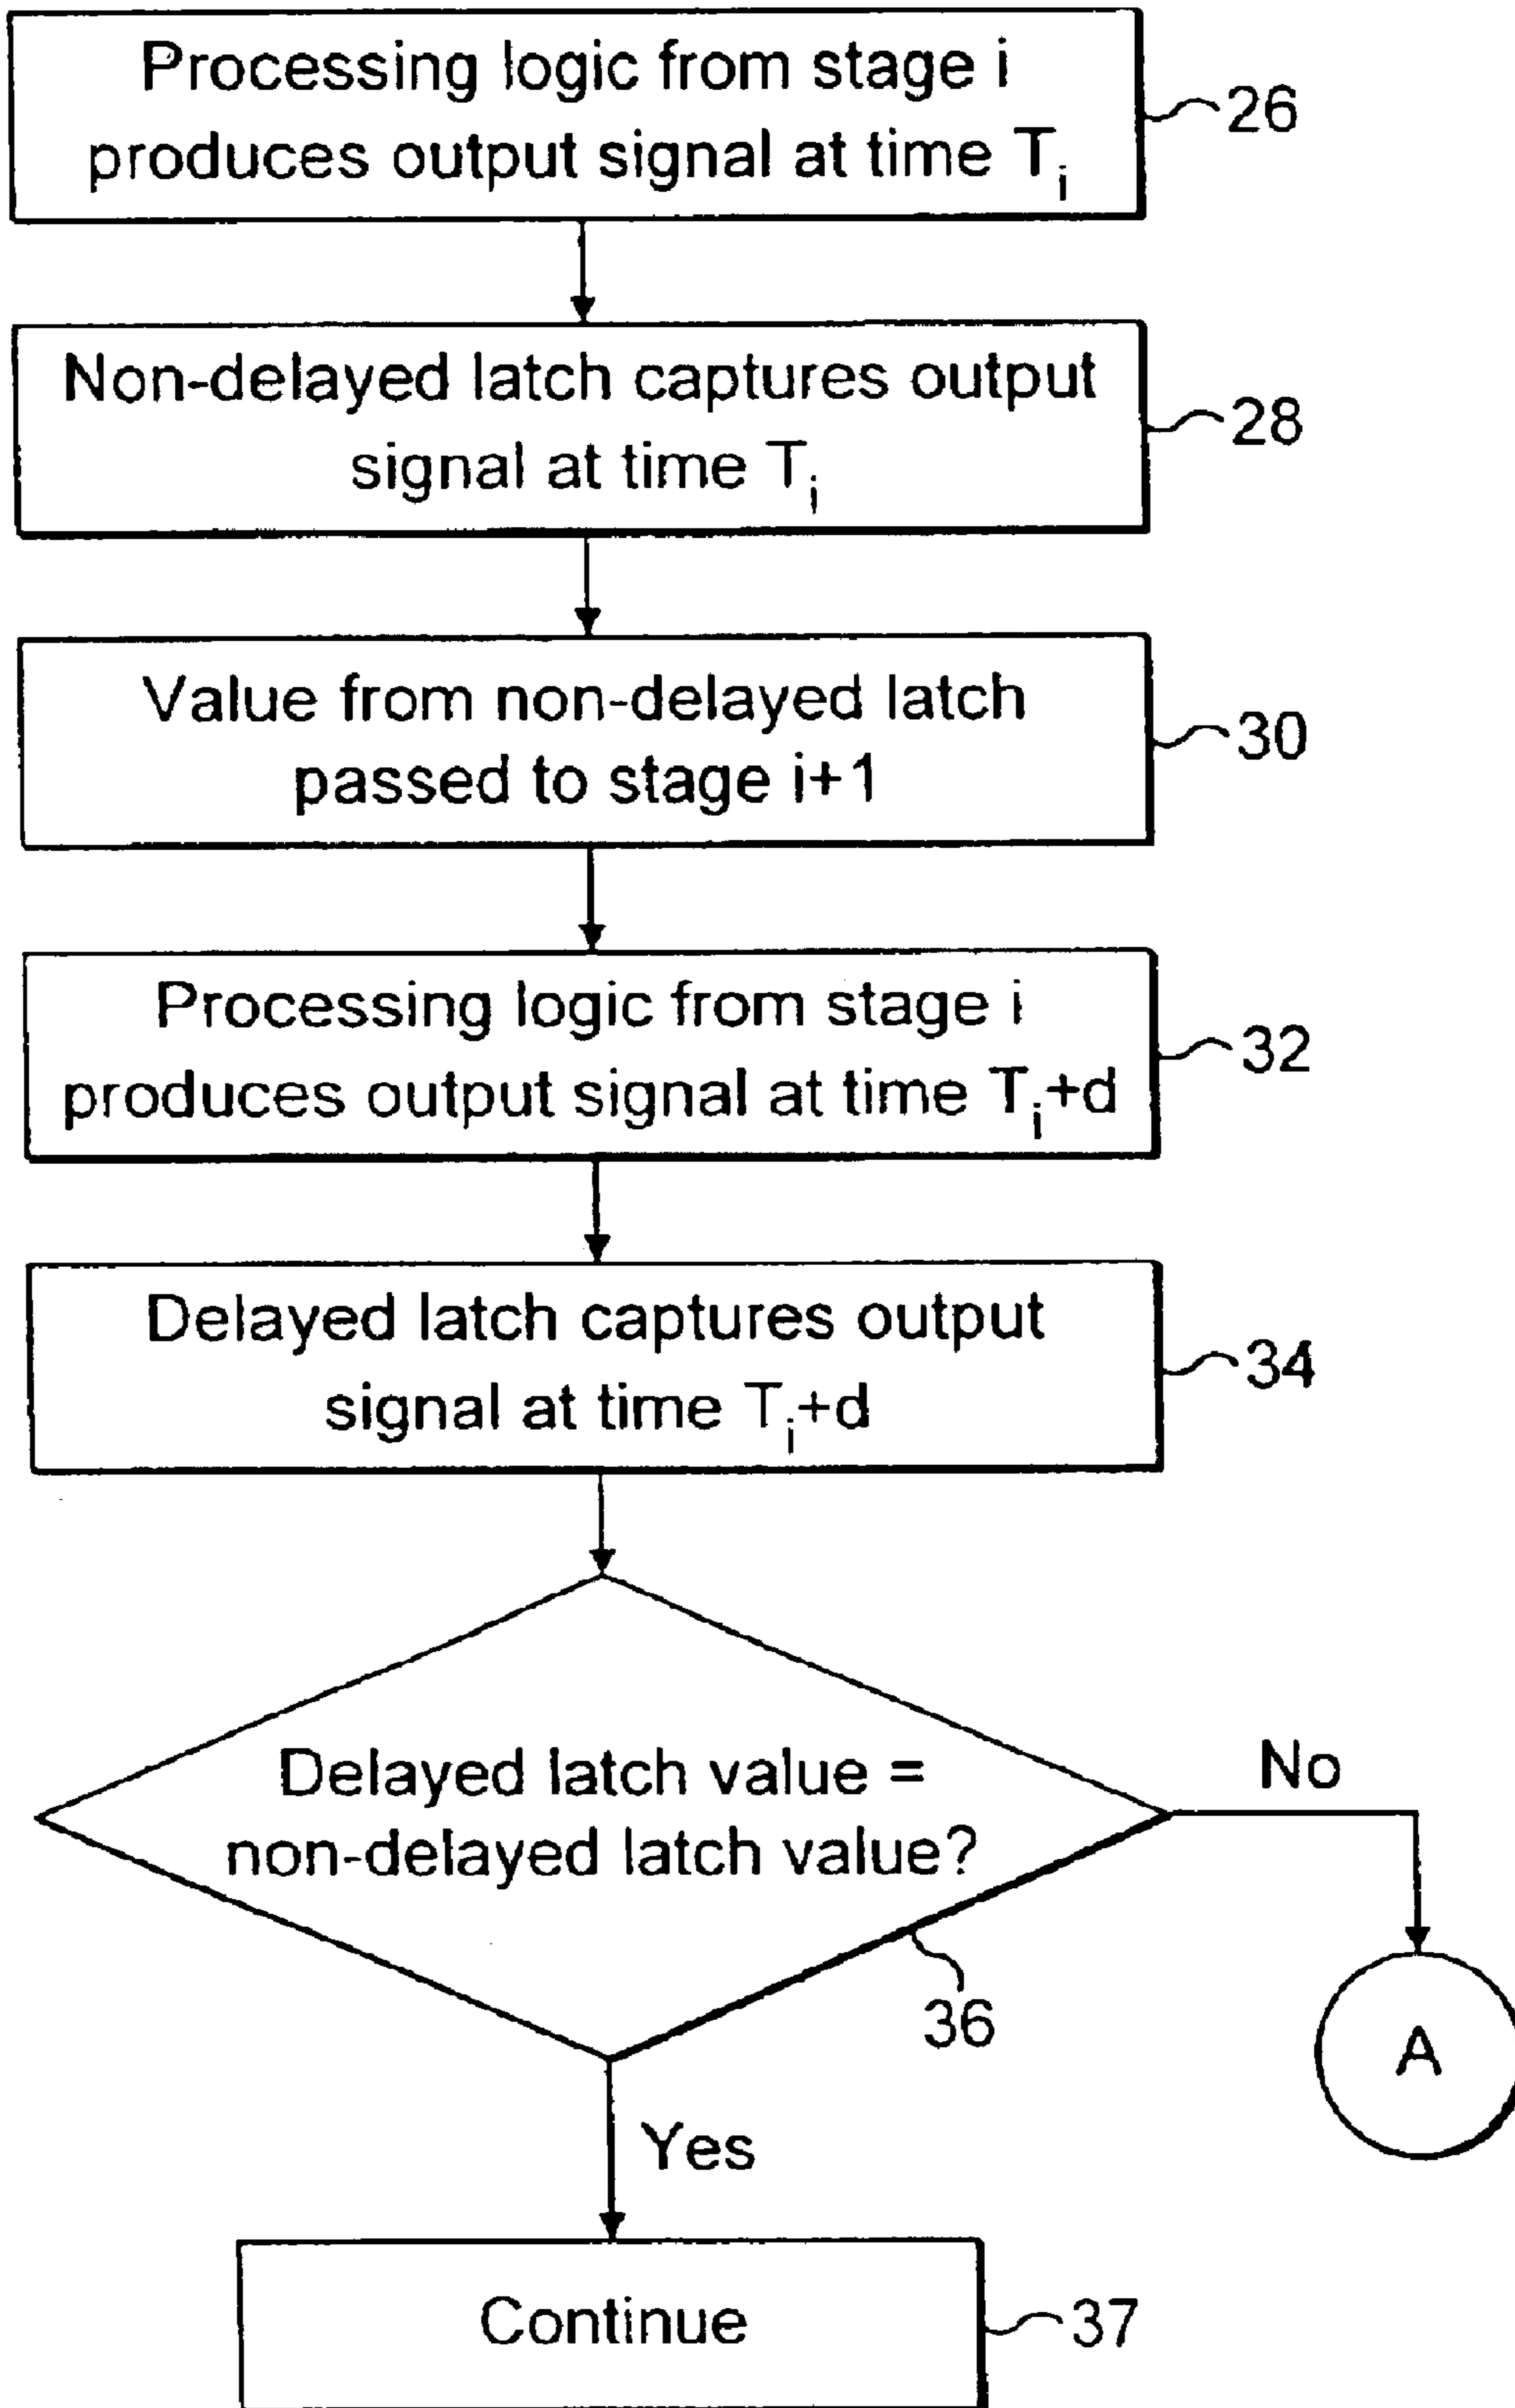 Processing logic from stage i
produces output signal at time Ti
26
Non-delayed latch captures output
signal at time Ti
28
Value from non-delayed latch
passed to stage i+1
30
Processing logic from stage i
produces output signal at time Ti+d
32
Delayed latch captures output
signal at time Ti+d
34
Delayed latch value =
non-delayed latch value?
No
36
A
Yes
Continue
37